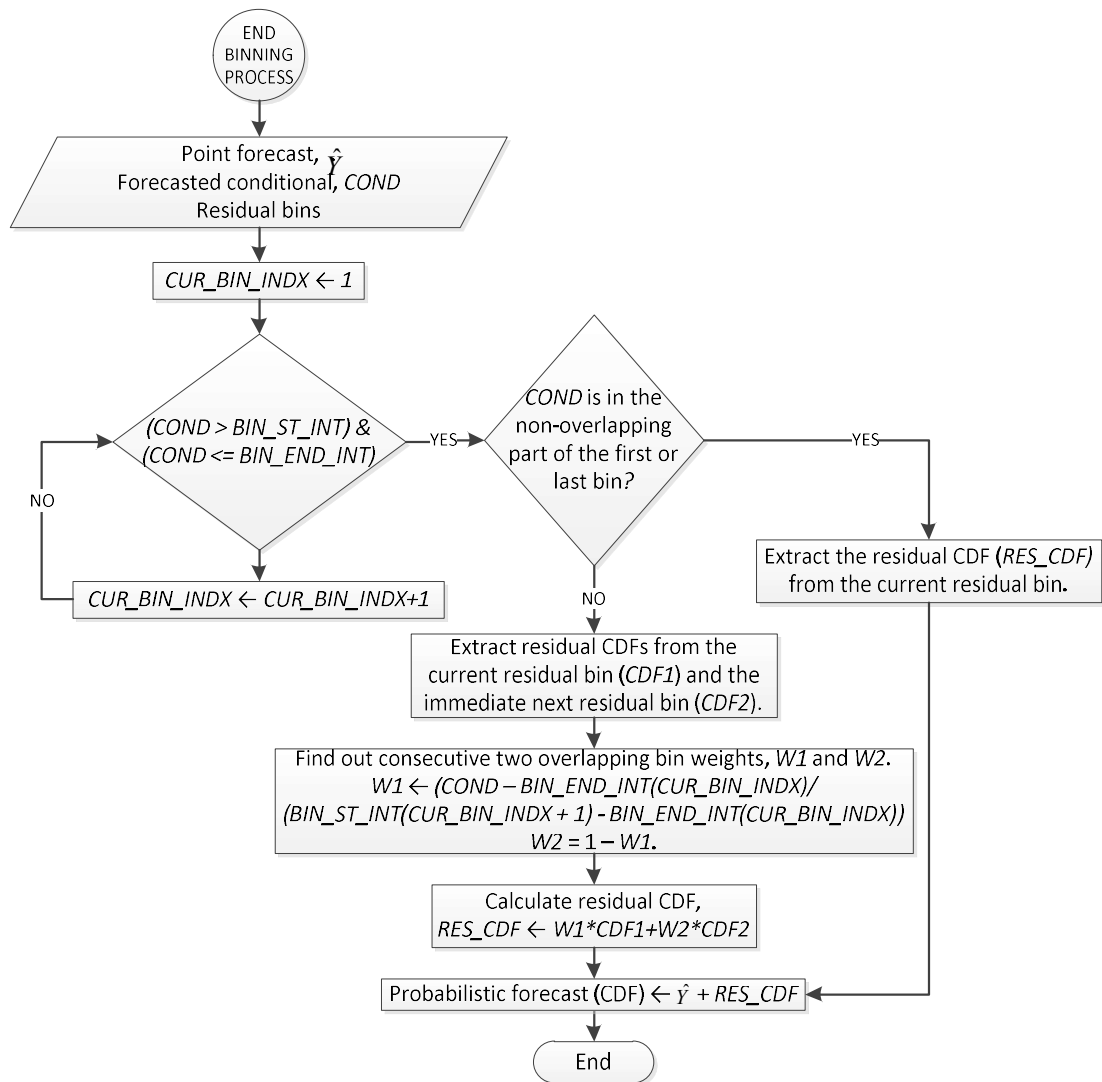 END
BINNING
PROCESS
Point forecast, Ŷ
Forecasted conditional, COND
Residual bins
CUR_BIN_INDX ← 1
(COND > BIN_ST_INT) &
(COND <= BIN_END_INT)
YES
NO
CUR_BIN_INDX ← CUR_BIN_INDX+1
COND is in the
non-overlapping
part of the first or
last bin?
YES
NO
Extract the residual CDF (RES_CDF)
from the current residual bin.
Extract residual CDFs from the
current residual bin (CDF1) and the
immediate next residual bin (CDF2).
Find out consecutive two overlapping bin weights, W1 and W2.
W1 ← (COND – BIN_END_INT(CUR_BIN_INDX)/
(BIN_ST_INT(CUR_BIN_INDX + 1) - BIN_END_INT(CUR_BIN_INDX))
W2 = 1 – W1.
Calculate residual CDF,
RES_CDF ← W1*CDF1+W2*CDF2
Probabilistic forecast (CDF) ← Ŷ + RES_CDF
End